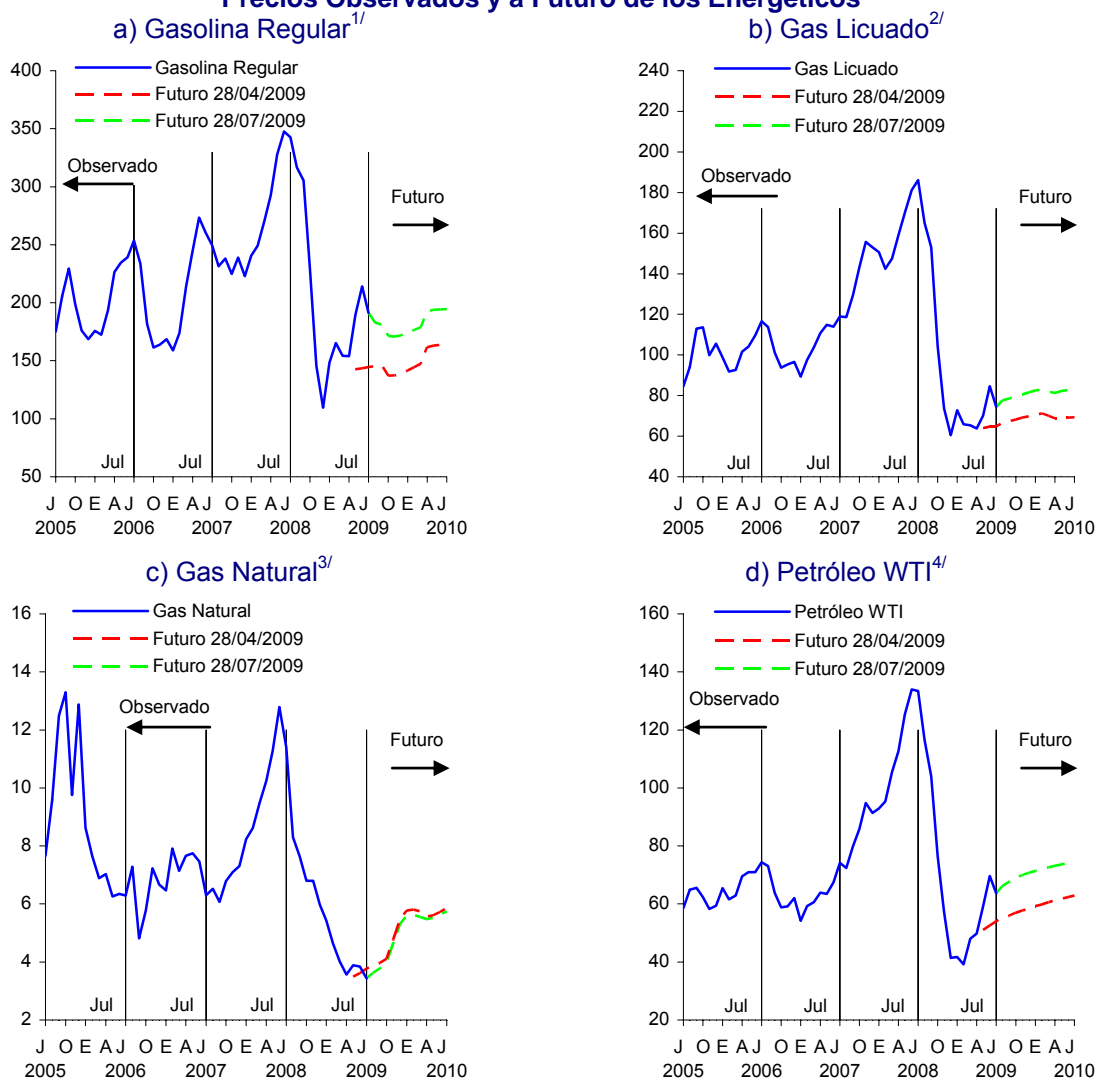 Precios Observados y a Futuro de los Energéticos
a) Gasolina Regular1/
400
350
300
250
200
150
100
50
Gasolina Regular
Futuro 28/04/2009
Futuro 28/07/2009
Observado
Futuro
Jul Jul Jul Jul
J O E A J O E A J O E A J O E A J O E A J
2005 2006 2007 2008 2009 2010
b) Gas Licuado2/
240
220
200
180
160
140
120
100
80
60
40
Gas Licuado
Futuro 28/04/2009
Futuro 28/07/2009
Observado
Futuro
Jul Jul Jul Jul
J O E A J O E A J O E A J O E A J O E A J
2005 2006 2007 2008 2009 2010
c) Gas Natural3/
16
14
12
10
8
6
4
2
Gas Natural
Futuro 28/04/2009
Futuro 28/07/2009
Observado
Futuro
Jul Jul Jul Jul
J O E A J O E A J O E A J O E A J O E A J
2005 2006 2007 2008 2009 2010
d) Petróleo WTI4/
160
140
120
100
80
60
40
20
Petróleo WTI
Futuro 28/04/2009
Futuro 28/07/2009
Observado
Futuro
Jul Jul Jul Jul
J O E A J O E A J O E A J O E A J O E A J
2005 2006 2007 2008 2009 2010